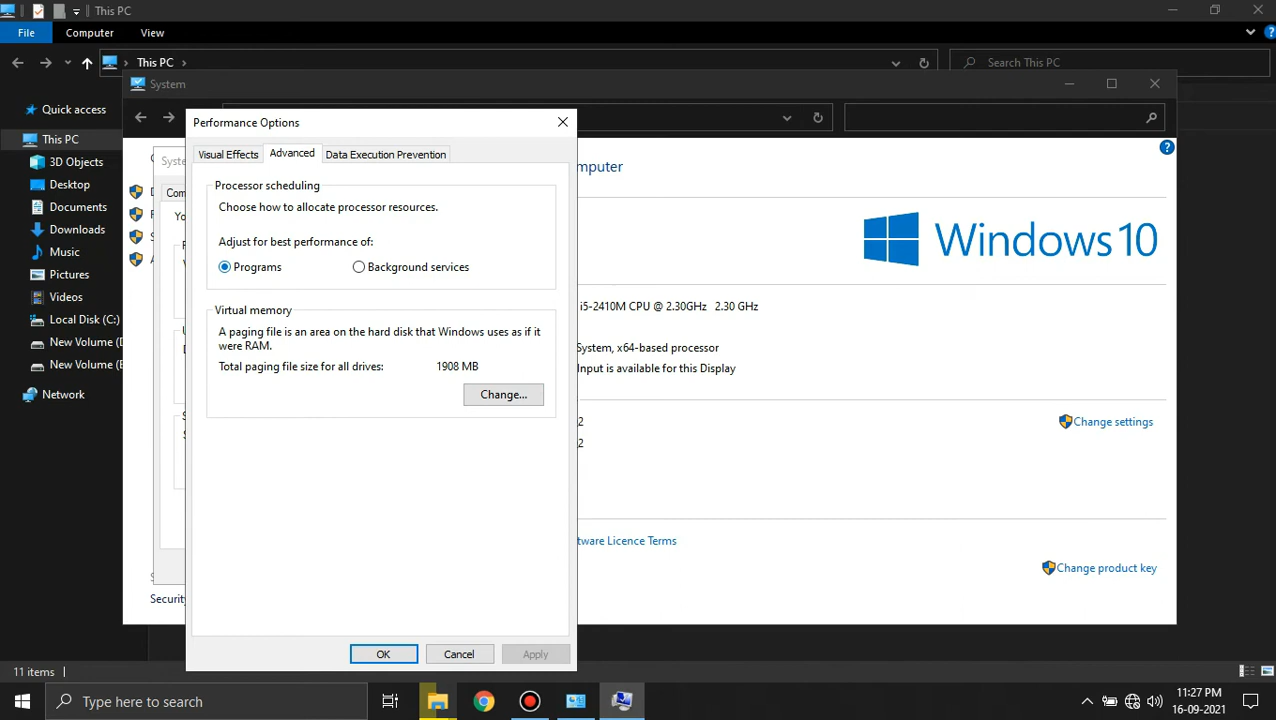 This PC
File Computer View
This PC
Search This PC
System
Quick access
This PC
3D Objects
Desktop
Documents
Downloads
Music
Pictures
Videos
Local Disk (C:)
New Volume (D
New Volume (E
Network
Performance Options
Visual Effects Advanced Data Execution Prevention
Processor scheduling
Choose how to allocate processor resources.
Adjust for best performance of:
Programs Background services
Virtual memory
A paging file is an area on the hard disk that Windows uses as if it
were RAM.
Total paging file size for all drives: 1908 MB
Change...
OK Cancel Apply
Syste
Com
Yo
mputer
Windows 10
i5-2410M CPU @ 2.30GHz 2.30 GHz
System, x64-based processor
Input is available for this Display
2
Change settings
2
tware Licence Terms
Change product key
Security
11 items
Type here to search
11:27 PM
16-09-2021